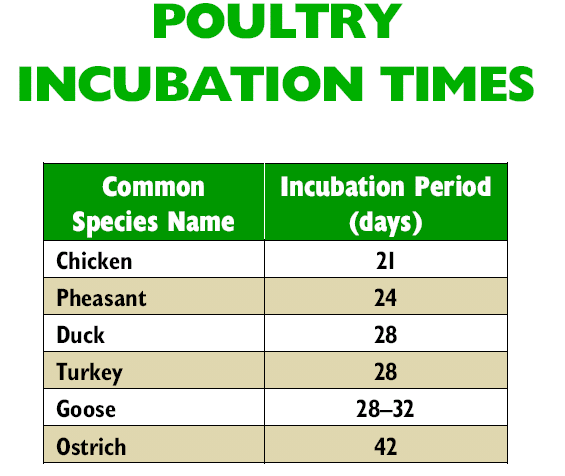 POULTRY
INCUBATION TIMES
Common Species Name | Incubation Period (days)
Chicken 21
Pheasant 24
Duck 28
Turkey 28
Goose 28–32
Ostrich 42